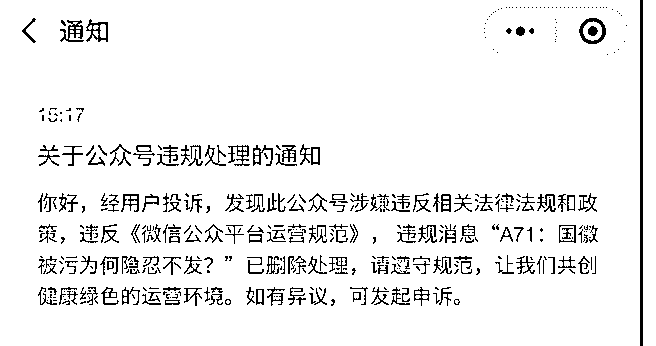 通知
15:17
关于公众号违规处理的通知
你好，经用户投诉，发现此公众号涉嫌违反相关法律法规和政
策，违反《微信公众平台运营规范》， 违规消息“A71：国徽
被污为何隐忍不发？”已删除处理，请遵守规范，让我们共创
健康绿色的运营环境。如有异议，可发起申诉。